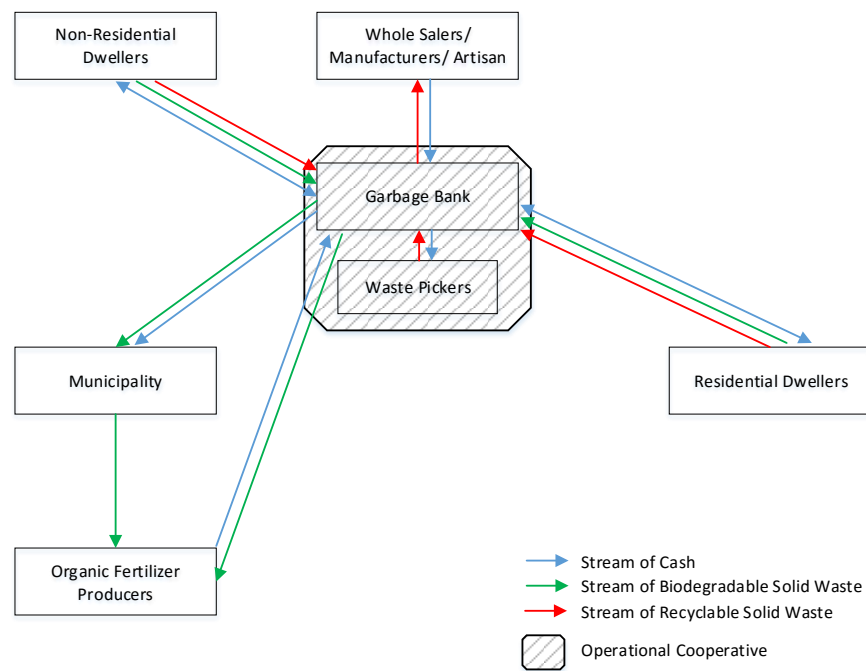 Non-Residential
Dwellers
Whole Salers/
Manufacturers/ Artisan
Garbage Bank
Waste Pickers
Municipality
Residential Dwellers
Organic Fertilizer
Producers
Stream of Cash
Stream of Biodegradable Solid Waste
Stream of Recyclable Solid Waste
Operational Cooperative